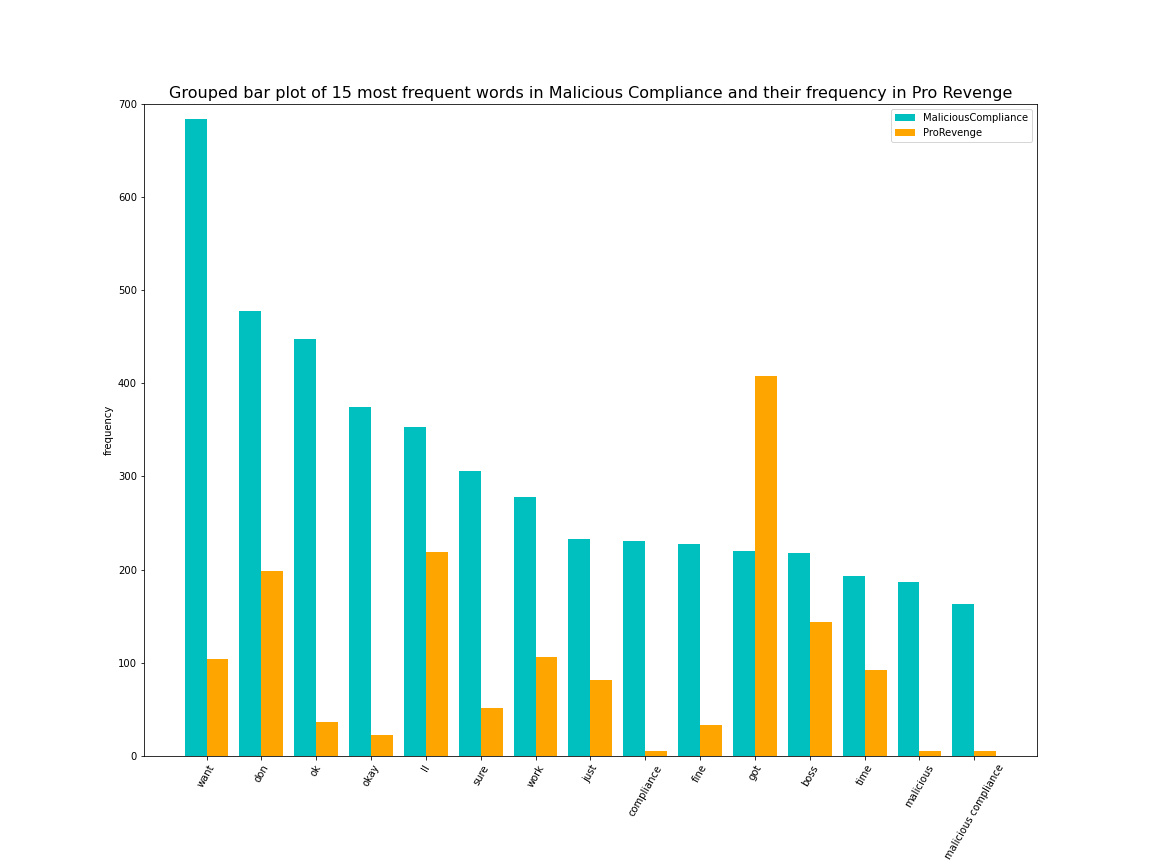 Grouped bar plot of 15 most frequent words in Malicious Compliance and their frequency in Pro Revenge
MaliciousCompliance
ProRevenge
700
600
500
400
300
200
100
0
frequency
want
don
ok
okay
ll
sure
work
just
compliance
fine
got
boss
time
malicious
malicious compliance